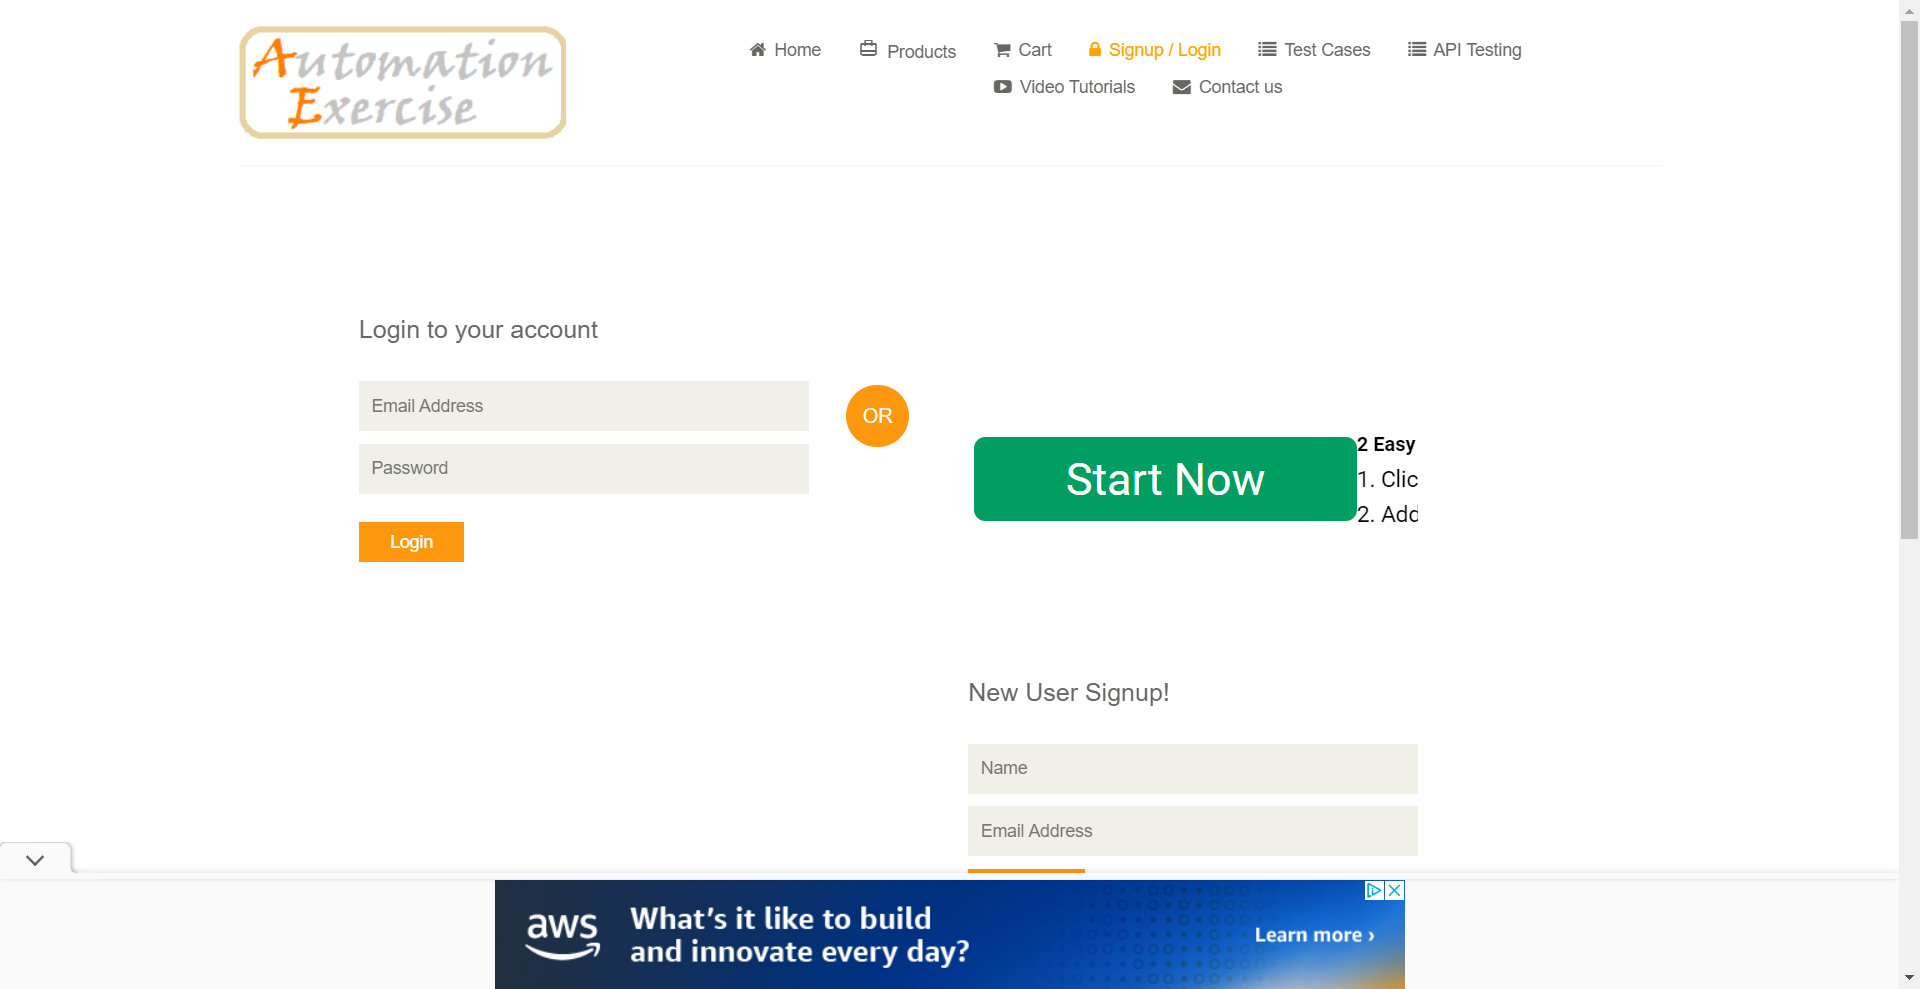 Automation
Exercise
Home
Products
Cart
Signup / Login
Test Cases
API Testing
Video Tutorials
Contact us
Login to your account
Email Address
Password
Login
OR
Start Now
2 Easy
1. Clic
2. Add
New User Signup!
Name
Email Address
aws
What's it like to build
and innovate every day?
Learn more ›